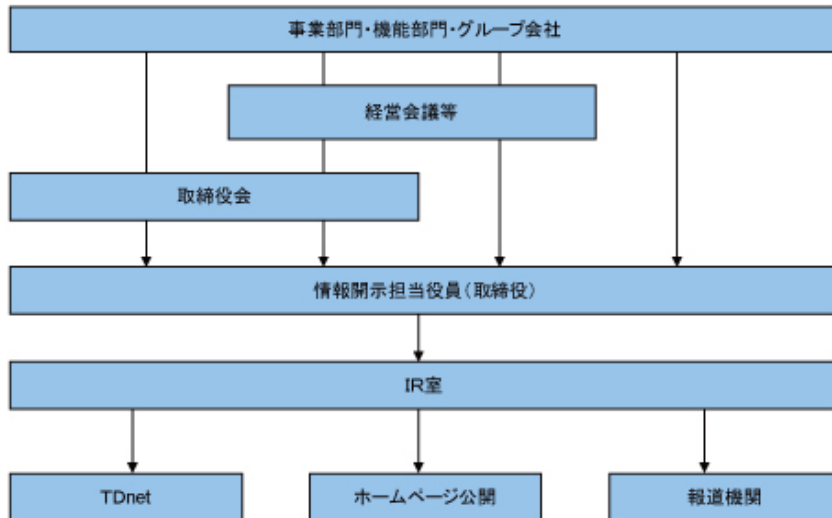 事業部門・機能部門・グループ会社
経営会議等
取締役会
情報開示担当役員（取締役）
IR室
TDnet
ホームページ公開
報道機関